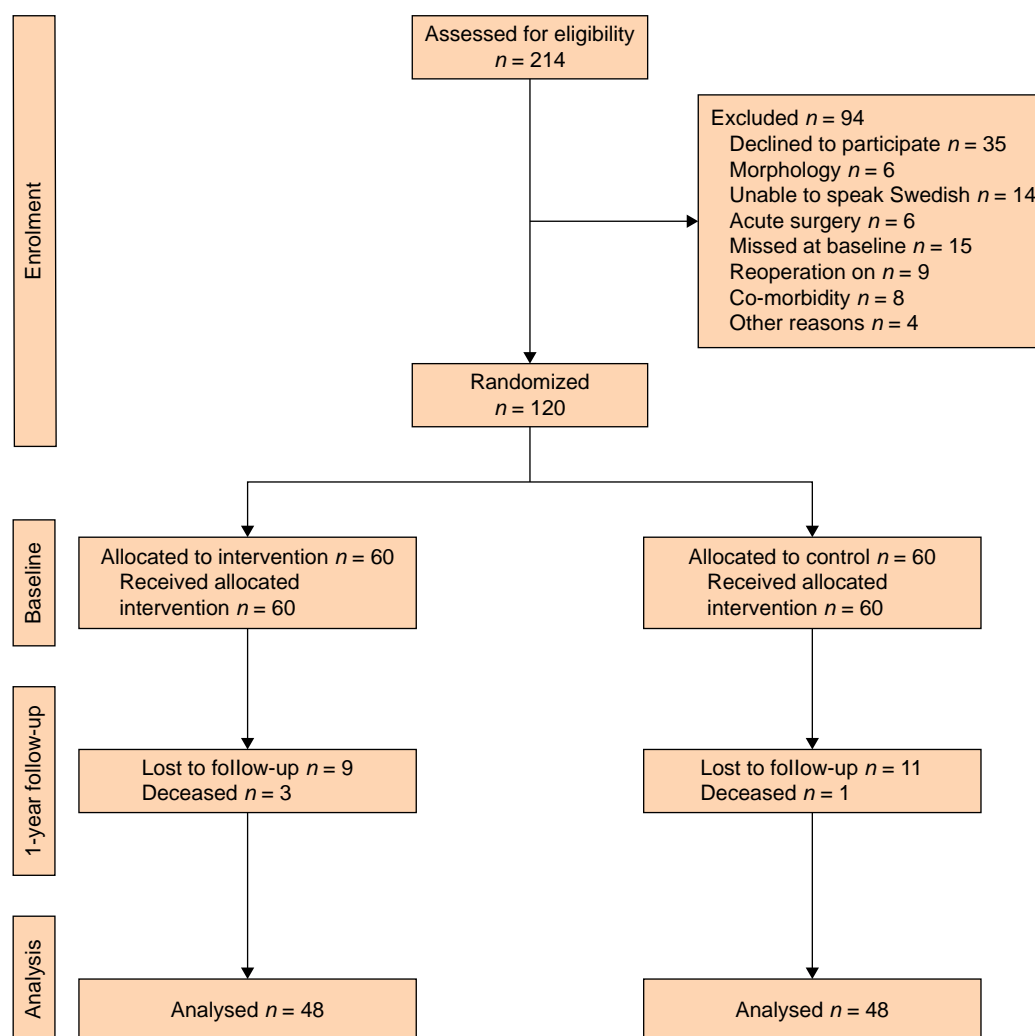 Assessed for eligibility
n = 214
Excluded n = 94
Declined to participate n = 35
Morphology n = 6
Unable to speak Swedish n = 14
Acute surgery n = 6
Missed at baseline n = 15
Reoperation on n = 9
Co-morbidity n = 8
Other reasons n = 4
Enrolment
Randomized
n = 120
Baseline
Allocated to intervention n = 60
Received allocated
intervention n = 60
Allocated to control n = 60
Received allocated
intervention n = 60
1-year follow-up
Lost to follow-up n = 9
Deceased n = 3
Lost to follow-up n = 11
Deceased n = 1
Analysis
Analysed n = 48
Analysed n = 48